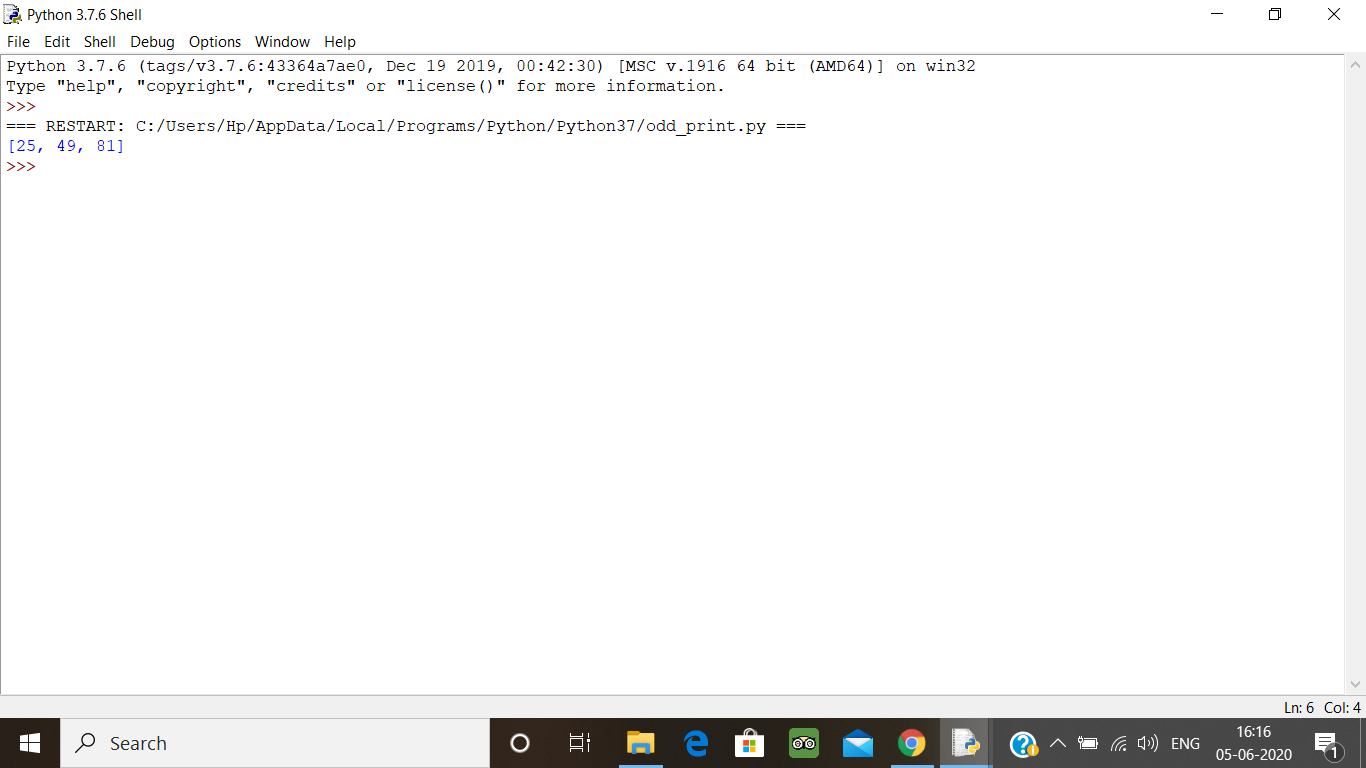 Python 3.7.6 Shell
File Edit Shell Debug Options Window Help
Python 3.7.6 (tags/v3.7.6:43364a7ae0, Dec 19 2019, 00:42:30) [MSC v.1916 64 bit (AMD64)] on win32
Type "help", "copyright", "credits" or "license()" for more information.
>>>
=== RESTART: C:/Users/Hp/AppData/Local/Programs/Python/Python37/odd_print.py ===
[25, 49, 81]
>>>
Ln: 6 Col: 4
Search
ENG
16:16
05-06-2020
1